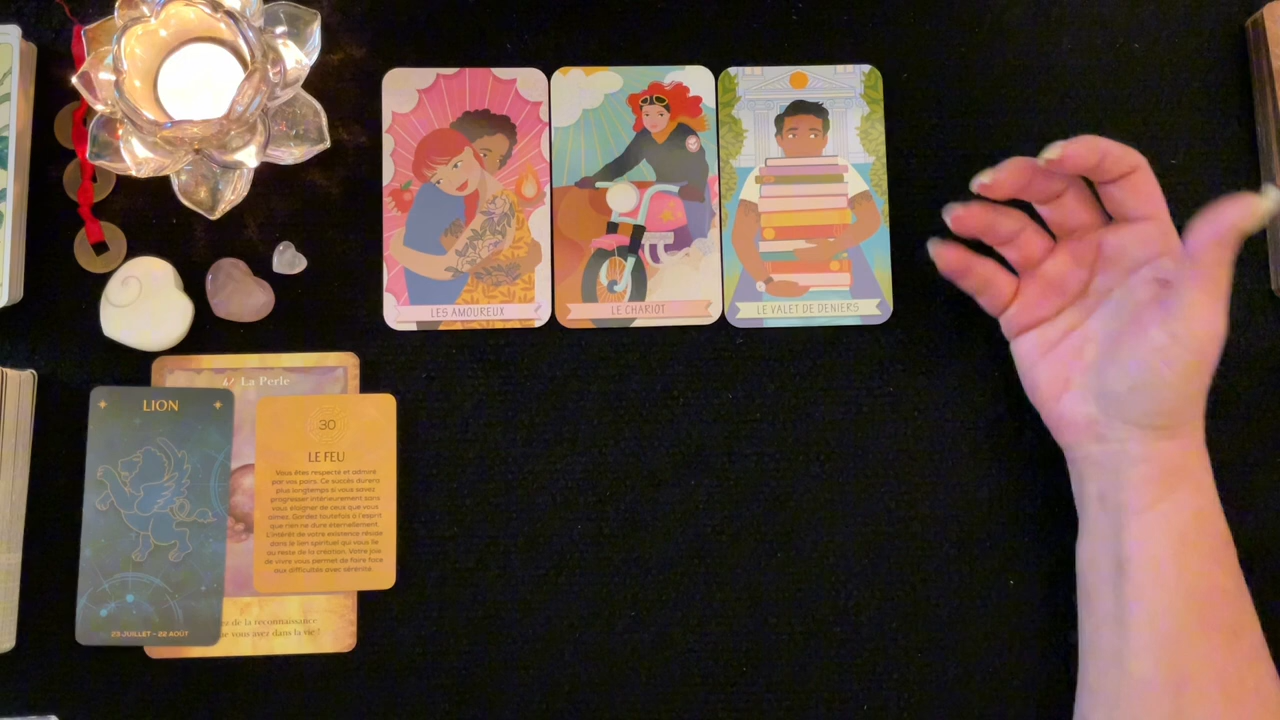 LES AMOUREUX
LE CHARIOT
LE VALET DE DENIERS
La Perle
LION
30
LE FEU
Vous êtes respecté et admiré
par vos pairs. Ce succès durera
plus longtemps si vous savez
progresser intérieurement sans
vous éloigner de ceux que vous
aimez. Gardez toutefois à l'esprit
que rien ne dure éternellement.
L'intérêt de votre existence réside
dans le lien spirituel qui vous lie
au reste de la création. Votre joie
de vivre vous permet de faire face
aux difficultés avec sérénité.
de la reconnaissance
vous avez dans la vie !
23 JUILLET - 22 AOÛT